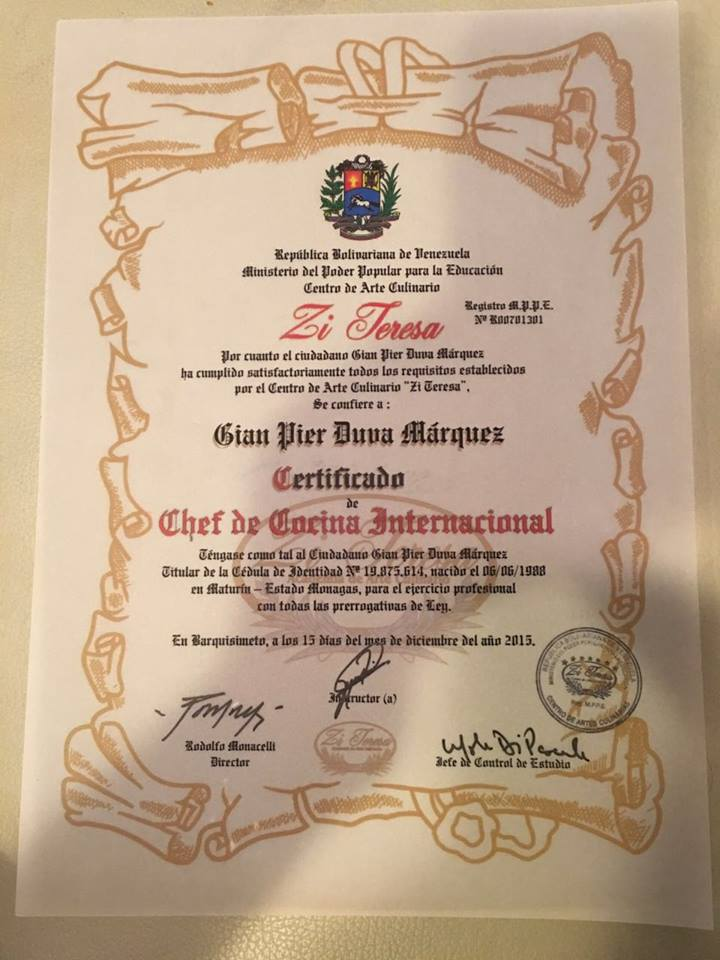 República Bolivariana de Venezuela
Ministerio del Poder Popular para la Educación
Centro de Arte Culinario
Registro M.P.P.E.
Nº R00701301
Zi Teresa
Por cuanto el ciudadano Gian Pier Duva Márquez
ha cumplido satisfactoriamente todos los requisitos establecidos
por el Centro de Arte Culinario "Zi Teresa",
Se confiere a :
Gian Pier Duva Márquez
Certificado
de
Chef de Cocina Internacional
Téngase como tal al Ciudadano Gian Pier Duva Márquez
Titular de la Cédula de Identidad Nº 19.875.614, nacido el 06/06/1988
en Maturín – Estado Monagas, para el ejercicio profesional
con todas las prerrogativas de Ley.
En Barquisimeto, a los 15 días del mes de diciembre del año 2015.
Instructor (a)
Rodolfo Monacelli
Director
Jefe de Control de Estudio
Zi Teresa
Zi Teresa
CENTRO DE ARTES CULINARIAS